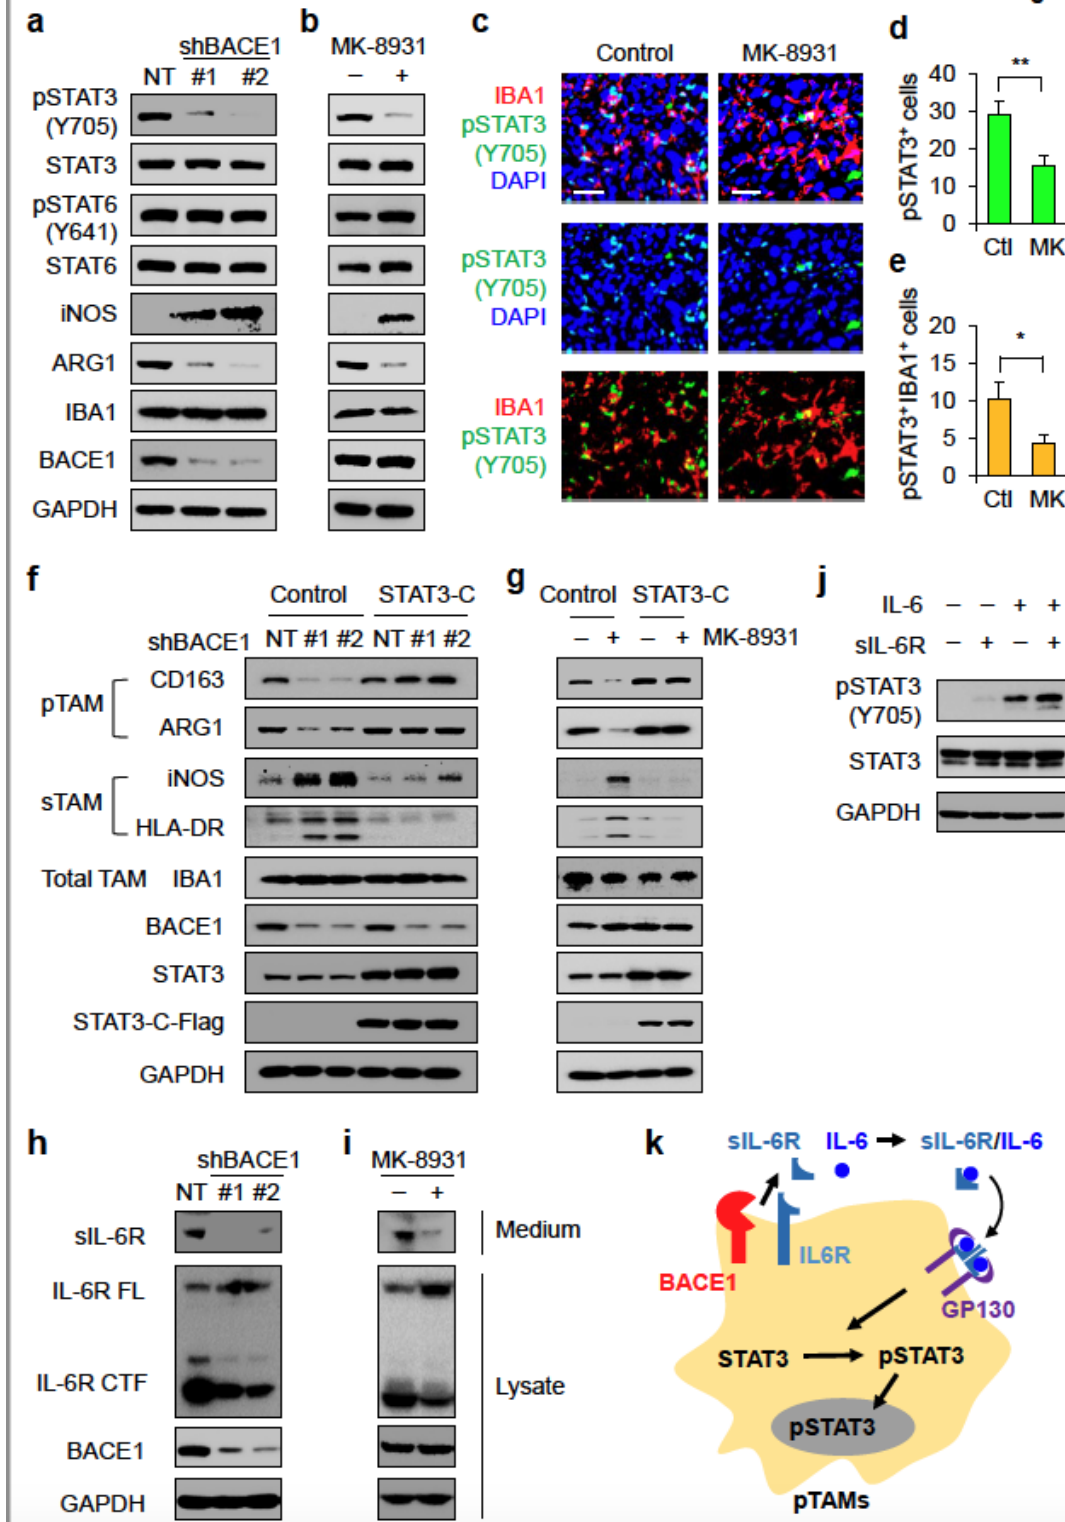 a
shBACE1
NT #1 #2
pSTAT3
(Y705)
STAT3
pSTAT6
(Y641)
STAT6
iNOS
ARG1
IBA1
BACE1
GAPDH
b
MK-8931
– +
c
Control MK-8931
IBA1
pSTAT3
(Y705)
DAPI
pSTAT3
(Y705)
DAPI
IBA1
pSTAT3
(Y705)
d
pSTAT3+ cells
40
30
20
10
0
**
Ctl MK
e
pSTAT3+IBA1+ cells
20
15
10
5
0
*
Ctl MK
f
Control STAT3-C
shBACE1 NT #1 #2 NT #1 #2
pTAM
CD163
ARG1
sTAM
iNOS
HLA-DR
Total TAM IBA1
BACE1
STAT3
STAT3-C-Flag
GAPDH
g
Control STAT3-C
– + – + MK-8931
j
IL-6 – – + +
sIL-6R – + – +
pSTAT3
(Y705)
STAT3
GAPDH
h
shBACE1
NT #1 #2
sIL-6R
IL-6R FL
IL-6R CTF
BACE1
GAPDH
i
MK-8931
– +
Medium
Lysate
k
sIL-6R IL-6 sIL-6R/IL-6
BACE1
IL6R
GP130
STAT3 pSTAT3
pSTAT3
pTAMs